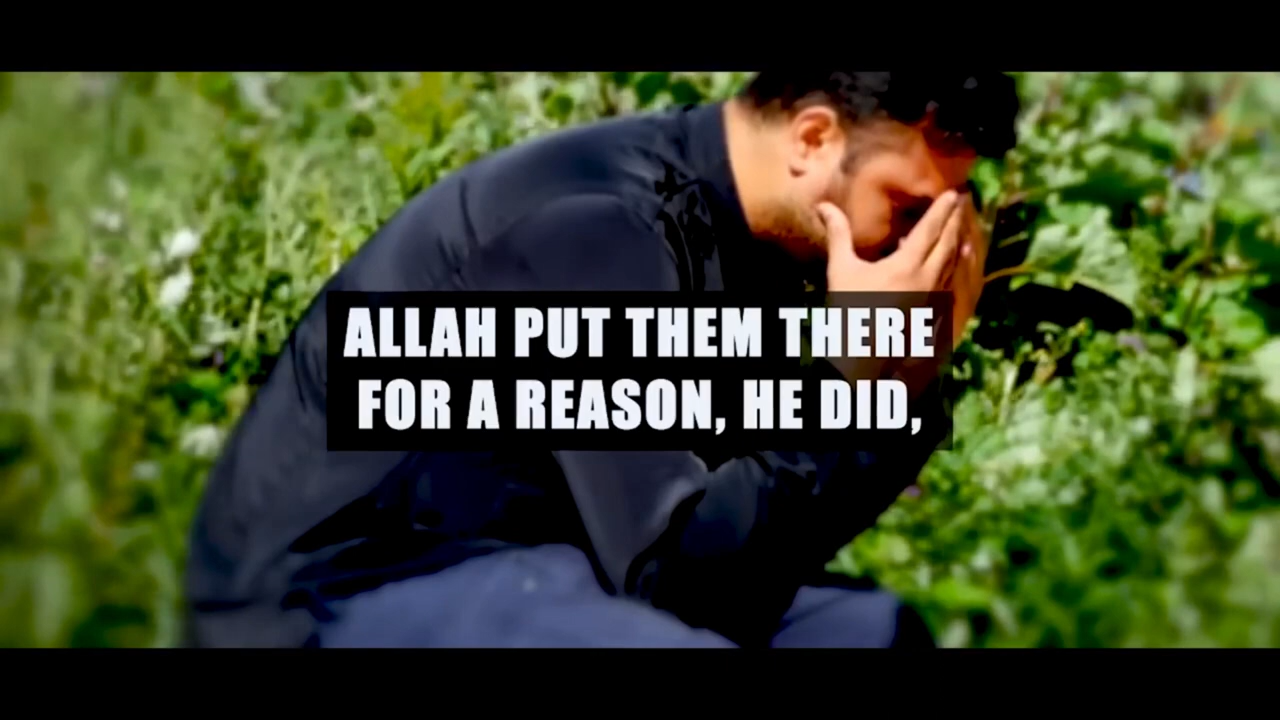 ALLAH PUT THEM THERE
FOR A REASON, HE DID,